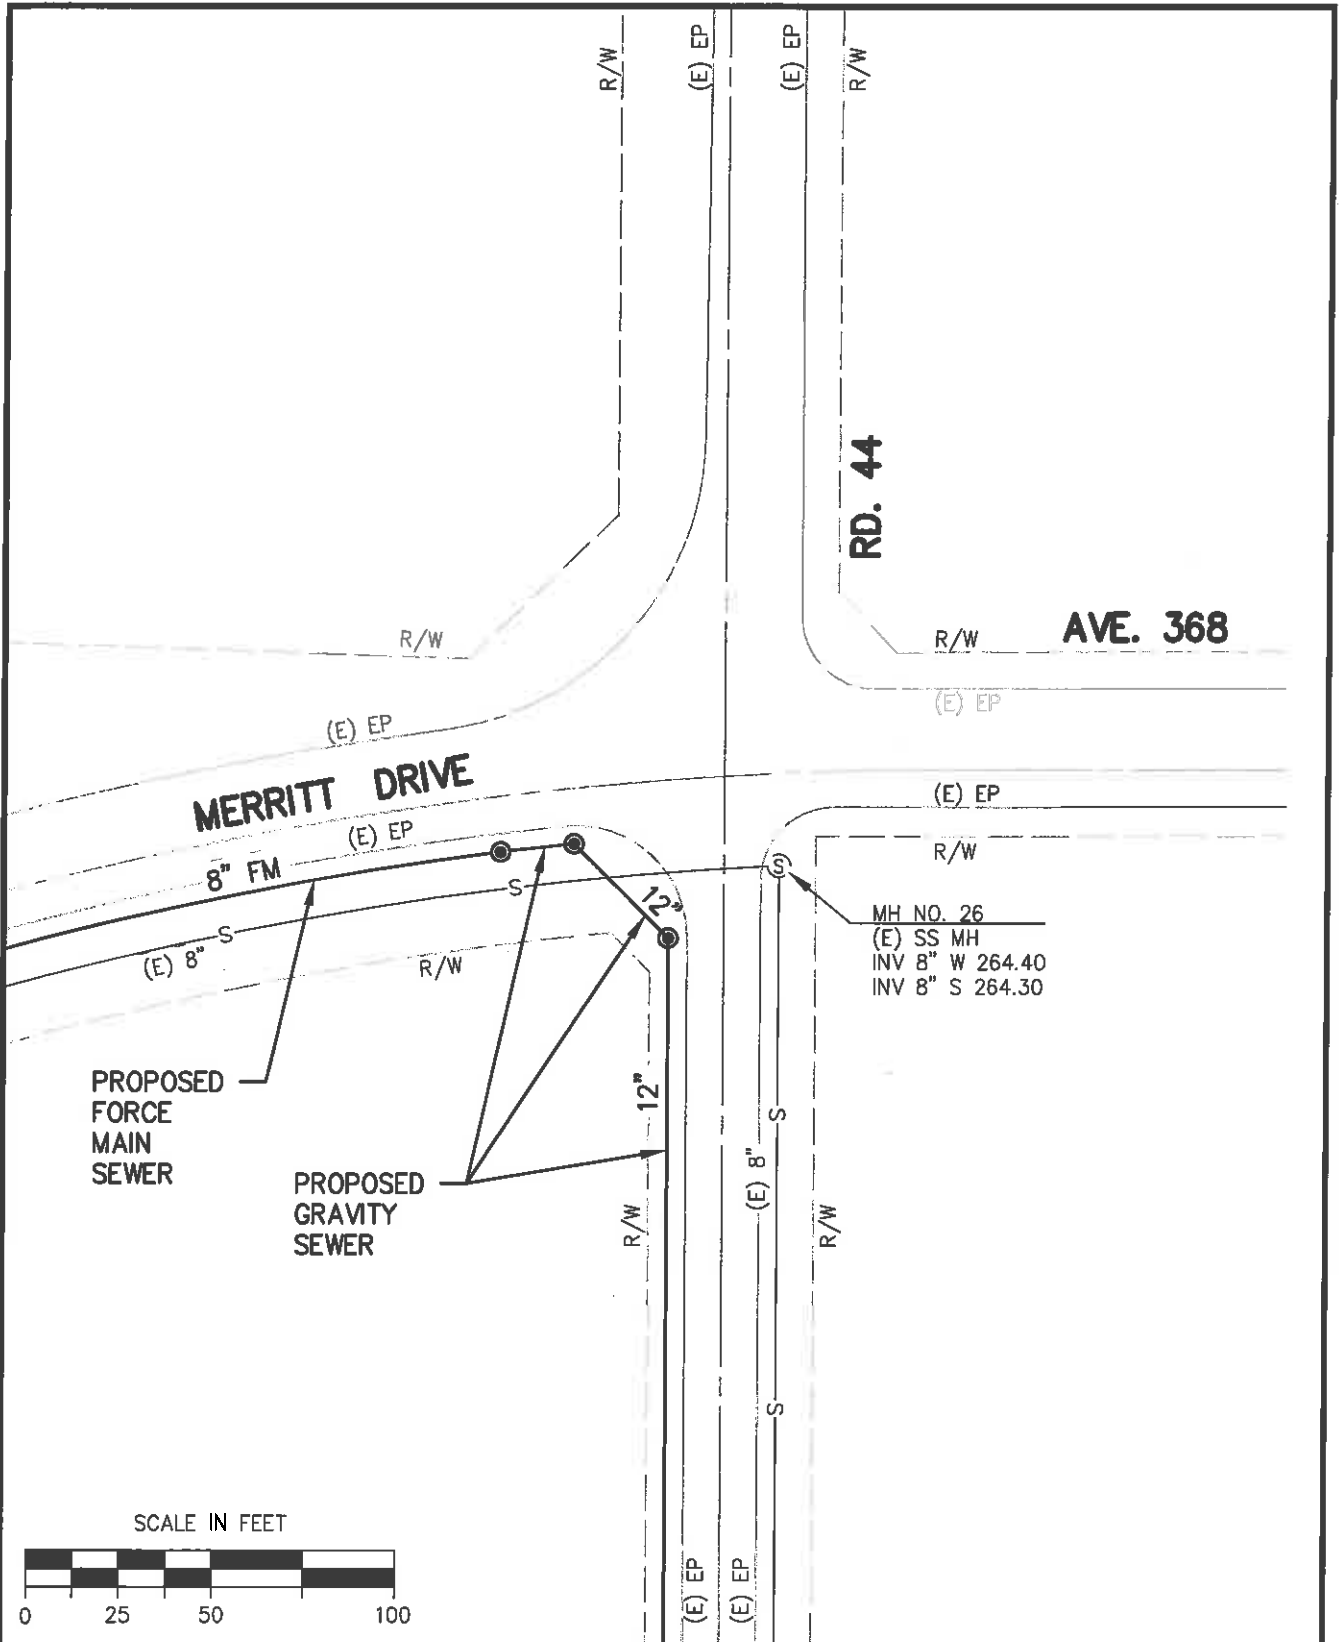 R/W
(E) EP
(E) EP
R/W
RD. 44
R/W
R/W
AVE. 368
(E) EP
(E) EP
MERRITT DRIVE
(E) EP
(E) EP
R/W
8" FM
S
S
12"
S
(E) 8"
R/W
MH NO. 26
(E) SS MH
INV 8" W 264.40
INV 8" S 264.30
PROPOSED
FORCE
MAIN
SEWER
12"
S
(E) 8"
PROPOSED
GRAVITY
SEWER
R/W
R/W
S
SCALE IN FEET
(E) EP
(E) EP
0 25 50 100